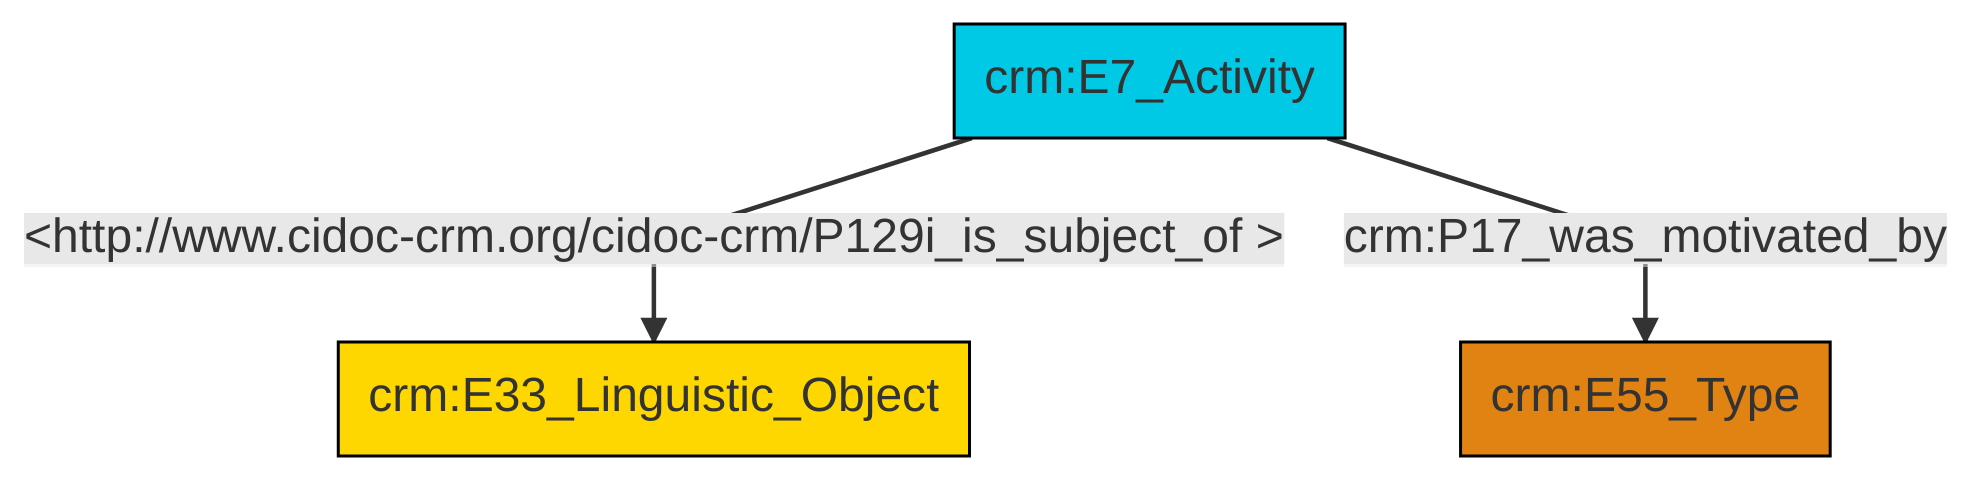 crm:E7_Activity
<http://www.cidoc-crm.org/cidoc-crm/P129i_is_subject_of >
crm:P17_was_motivated_by
crm:E33_Linguistic_Object
crm:E55_Type